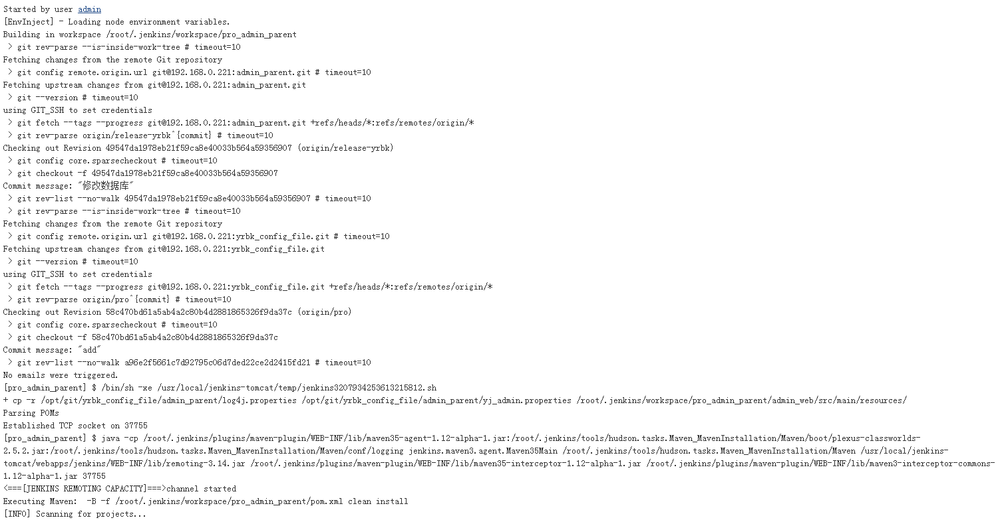 Started by user admin
[EnvInject] - Loading node environment variables.
Building in workspace /root/.jenkins/workspace/pro_admin_parent
 > git rev-parse --is-inside-work-tree # timeout=10
Fetching changes from the remote Git repository
 > git config remote.origin.url git@192.168.0.221:admin_parent.git # timeout=10
Fetching upstream changes from git@192.168.0.221:admin_parent.git
 > git --version # timeout=10
using GIT_SSH to set credentials
 > git fetch --tags --progress git@192.168.0.221:admin_parent.git +refs/heads/*:refs/remotes/origin/*
 > git rev-parse origin/release-yrbk^{commit} # timeout=10
Checking out Revision 49547da1978eb21f59ca8e40033b564a59356907 (origin/release-yrbk)
 > git config core.sparsecheckout # timeout=10
 > git checkout -f 49547da1978eb21f59ca8e40033b564a59356907
Commit message: "修改数据库"
 > git rev-list --no-walk 49547da1978eb21f59ca8e40033b564a59356907 # timeout=10
 > git rev-parse --is-inside-work-tree # timeout=10
Fetching changes from the remote Git repository
 > git config remote.origin.url git@192.168.0.221:yrbk_config_file.git # timeout=10
Fetching upstream changes from git@192.168.0.221:yrbk_config_file.git
 > git --version # timeout=10
using GIT_SSH to set credentials
 > git fetch --tags --progress git@192.168.0.221:yrbk_config_file.git +refs/heads/*:refs/remotes/origin/*
 > git rev-parse origin/pro^{commit} # timeout=10
Checking out Revision 58c470bd61a5ab4a2c80b4d2881865326f9da37c (origin/pro)
 > git config core.sparsecheckout # timeout=10
 > git checkout -f 58c470bd61a5ab4a2c80b4d2881865326f9da37c
Commit message: "add"
 > git rev-list --no-walk a96e2f5661c7d92795c06d7ded22ce2d2415fd21 # timeout=10
No emails were triggered.
[pro_admin_parent] $ /bin/sh -xe /usr/local/jenkins-tomcat/temp/jenkins3207934253613215812.sh
+ cp -r /opt/git/yrbk_config_file/admin_parent/log4j.properties /opt/git/yrbk_config_file/admin_parent/yj_admin.properties /root/.jenkins/workspace/pro_admin_parent/admin_web/src/main/resources/
Parsing POMs
Established TCP socket on 37755
[pro_admin_parent] $ java -cp /root/.jenkins/plugins/maven-plugin/WEB-INF/lib/maven35-agent-1.12-alpha-1.jar:/root/.jenkins/tools/hudson.tasks.Maven_MavenInstallation/Maven/boot/plexus-classworlds-
2.5.2.jar:/root/.jenkins/tools/hudson.tasks.Maven_MavenInstallation/Maven/conf/logging jenkins.maven3.agent.Maven35Main /root/.jenkins/tools/hudson.tasks.Maven_MavenInstallation/Maven /usr/local/jenkins-
tomcat/webapps/jenkins/WEB-INF/lib/remoting-3.14.jar /root/.jenkins/plugins/maven-plugin/WEB-INF/lib/maven35-interceptor-1.12-alpha-1.jar /root/.jenkins/plugins/maven-plugin/WEB-INF/lib/maven3-interceptor-commons-
1.12-alpha-1.jar 37755
<===[JENKINS REMOTING CAPACITY]===>channel started
Executing Maven:  -B -f /root/.jenkins/workspace/pro_admin_parent/pom.xml clean install
[INFO] Scanning for projects...